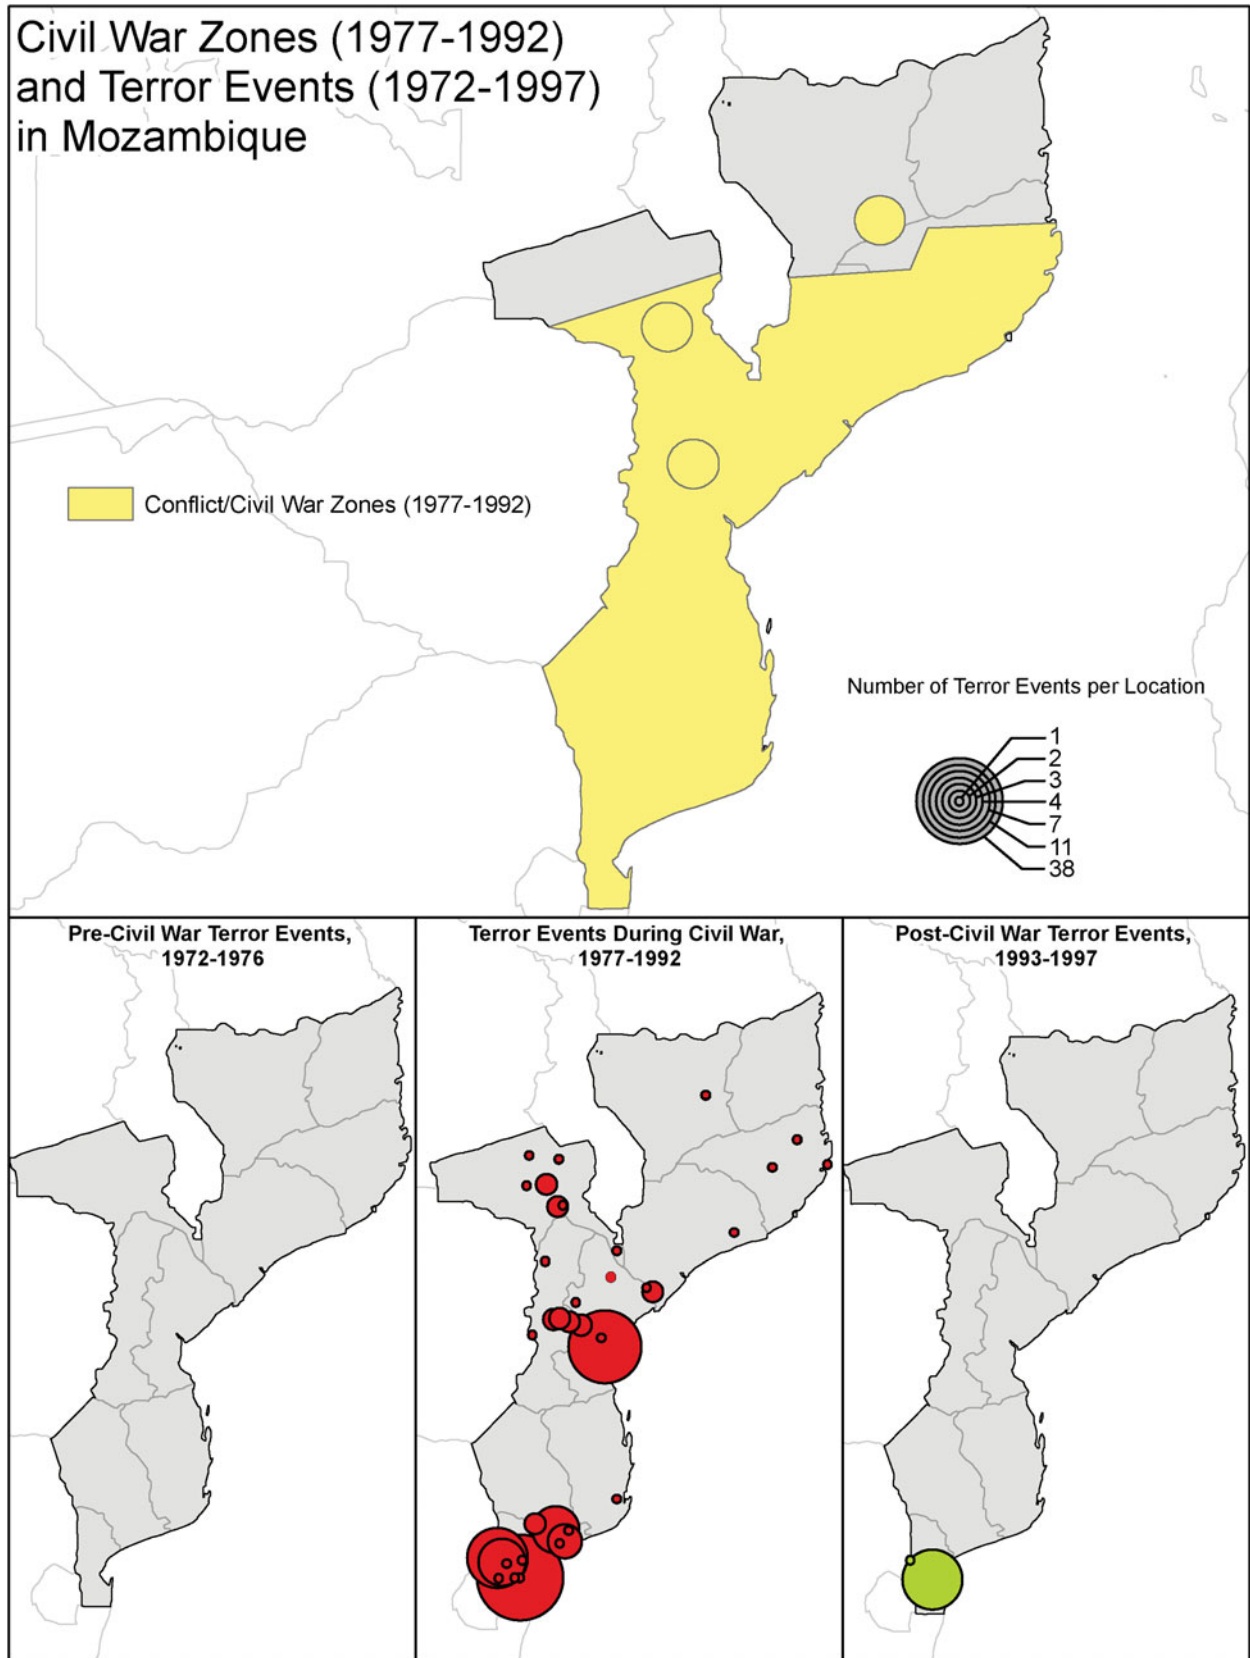 Civil War Zones (1977-1992)
and Terror Events (1972-1997)
in Mozambique
Conflict/Civil War Zones (1977-1992)
Number of Terror Events per Location
1
2
3
4
7
11
38
Pre-Civil War Terror Events,
1972-1976
Terror Events During Civil War,
1977-1992
Post-Civil War Terror Events,
1993-1997